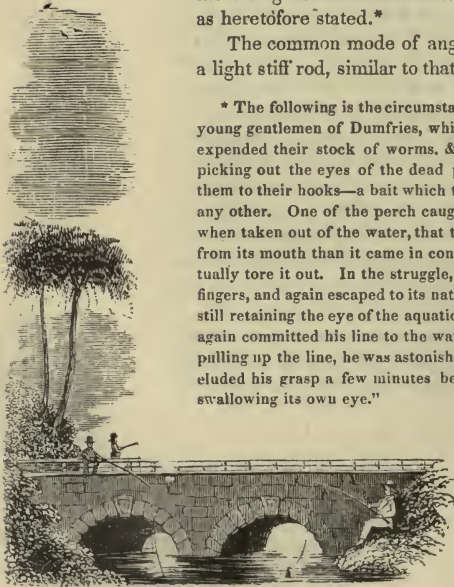 as heretofore stated.*
The common mode of ang
a light stiff rod, similar to that
* The following is the circumsta
young gentlemen of Dumfries, whi
expended their stock of worms. &
picking out the eyes of the dead p
them to their hooks—a bait which t
any other. One of the perch caug
when taken out of the water, that t
from its mouth than it came in con
tually tore it out. In the struggle,
fingers, and again escaped to its nat
still retaining the eye of the aquatic
again committed his line to the wat
pulling up the line, he was astonish
eluded his grasp a few minutes be
swallowing its own eye."